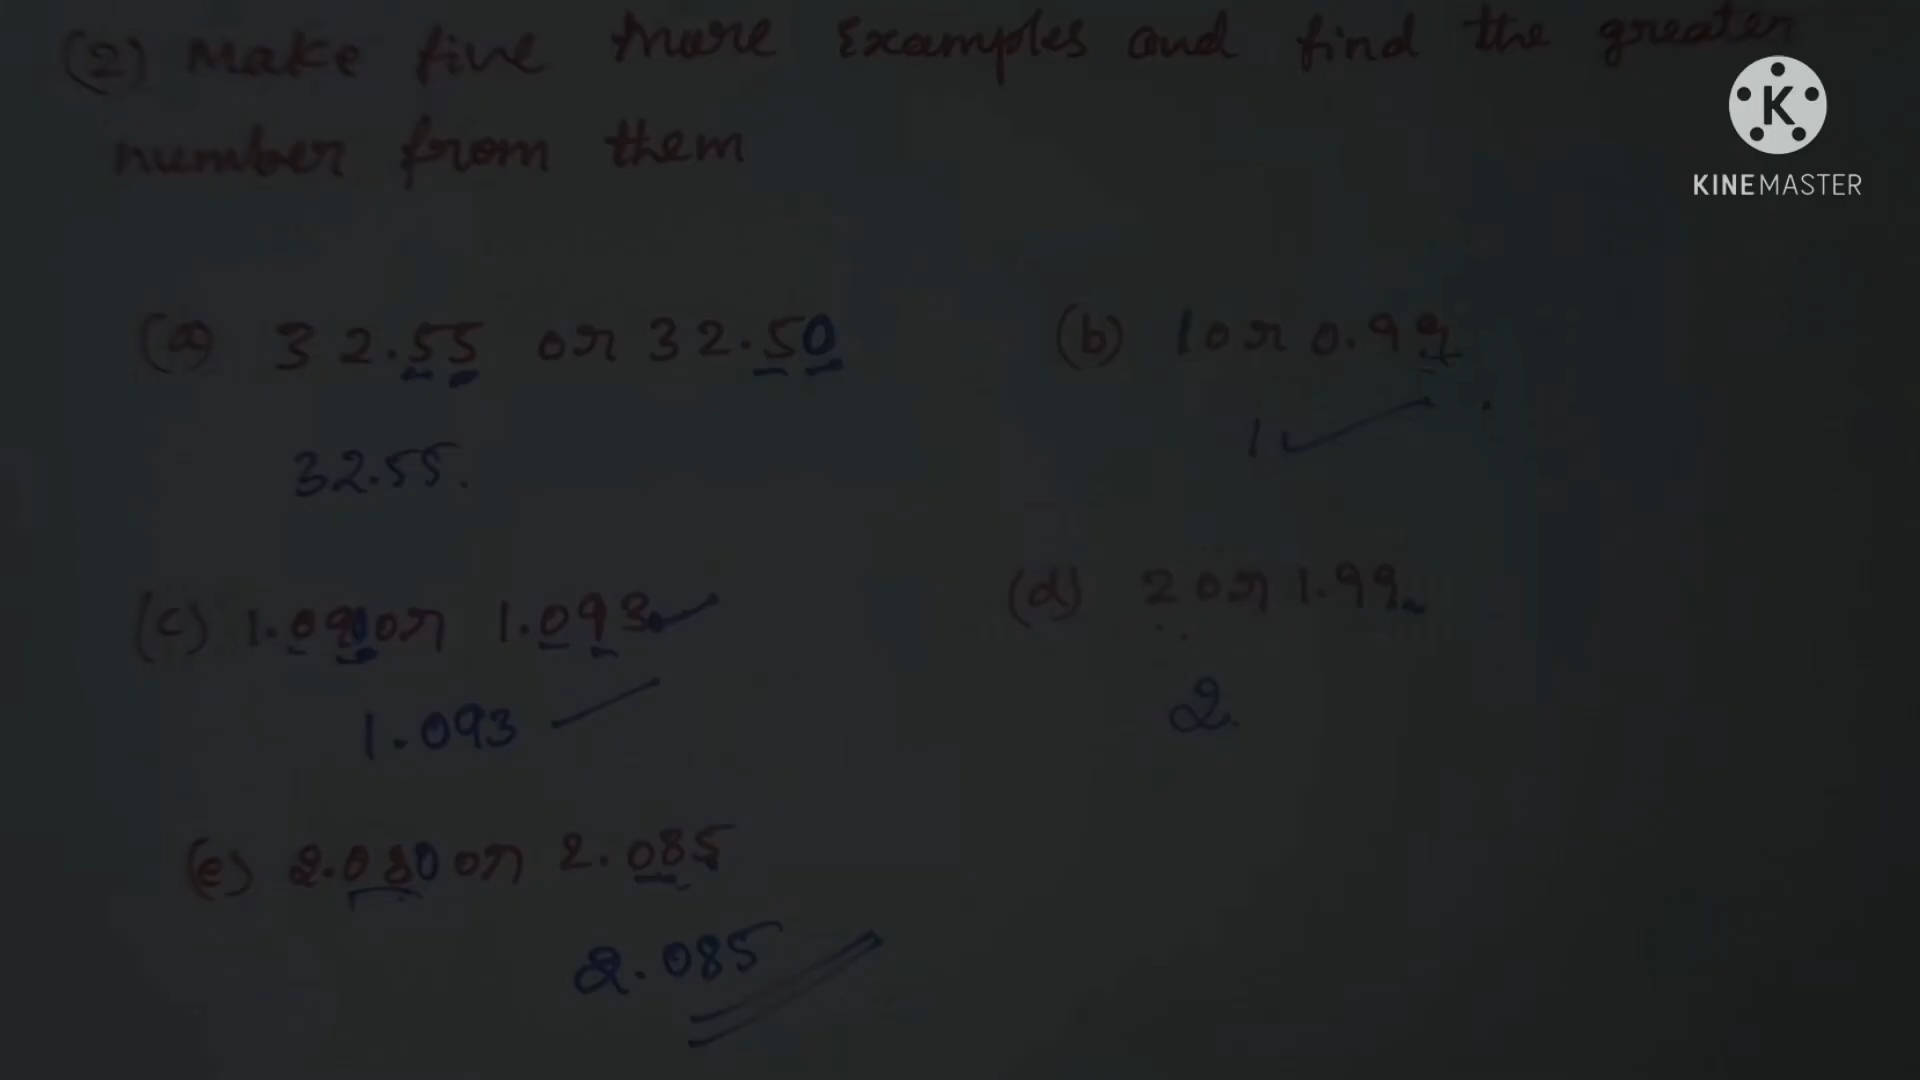 (2) Make five more Examples and find the greater
number from them
K
KINEMASTER
(a) 32.55 or 32.50
(b) 1 or 0.99
32.55.
1
(c) 1.090 or 1.093
(d) 2 or 1.99
1.093
2.
(e) 2.080 or 2.085
2.085